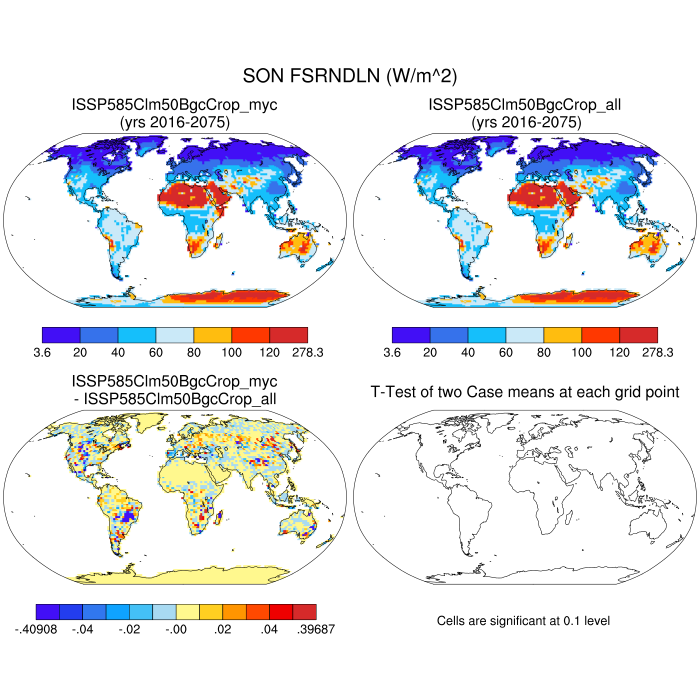 SON FSRNDLN (W/m^2)
ISSP585Clm50BgcCrop_myc
(yrs 2016-2075)
ISSP585Clm50BgcCrop_all
(yrs 2016-2075)
3.6 20 40 60 80 100 120 278.3
3.6 20 40 60 80 100 120 278.3
ISSP585Clm50BgcCrop_myc
- ISSP585Clm50BgcCrop_all
T-Test of two Case means at each grid point
-.40908 -.04 -.02 -.00 .02 .04 .39687
Cells are significant at 0.1 level